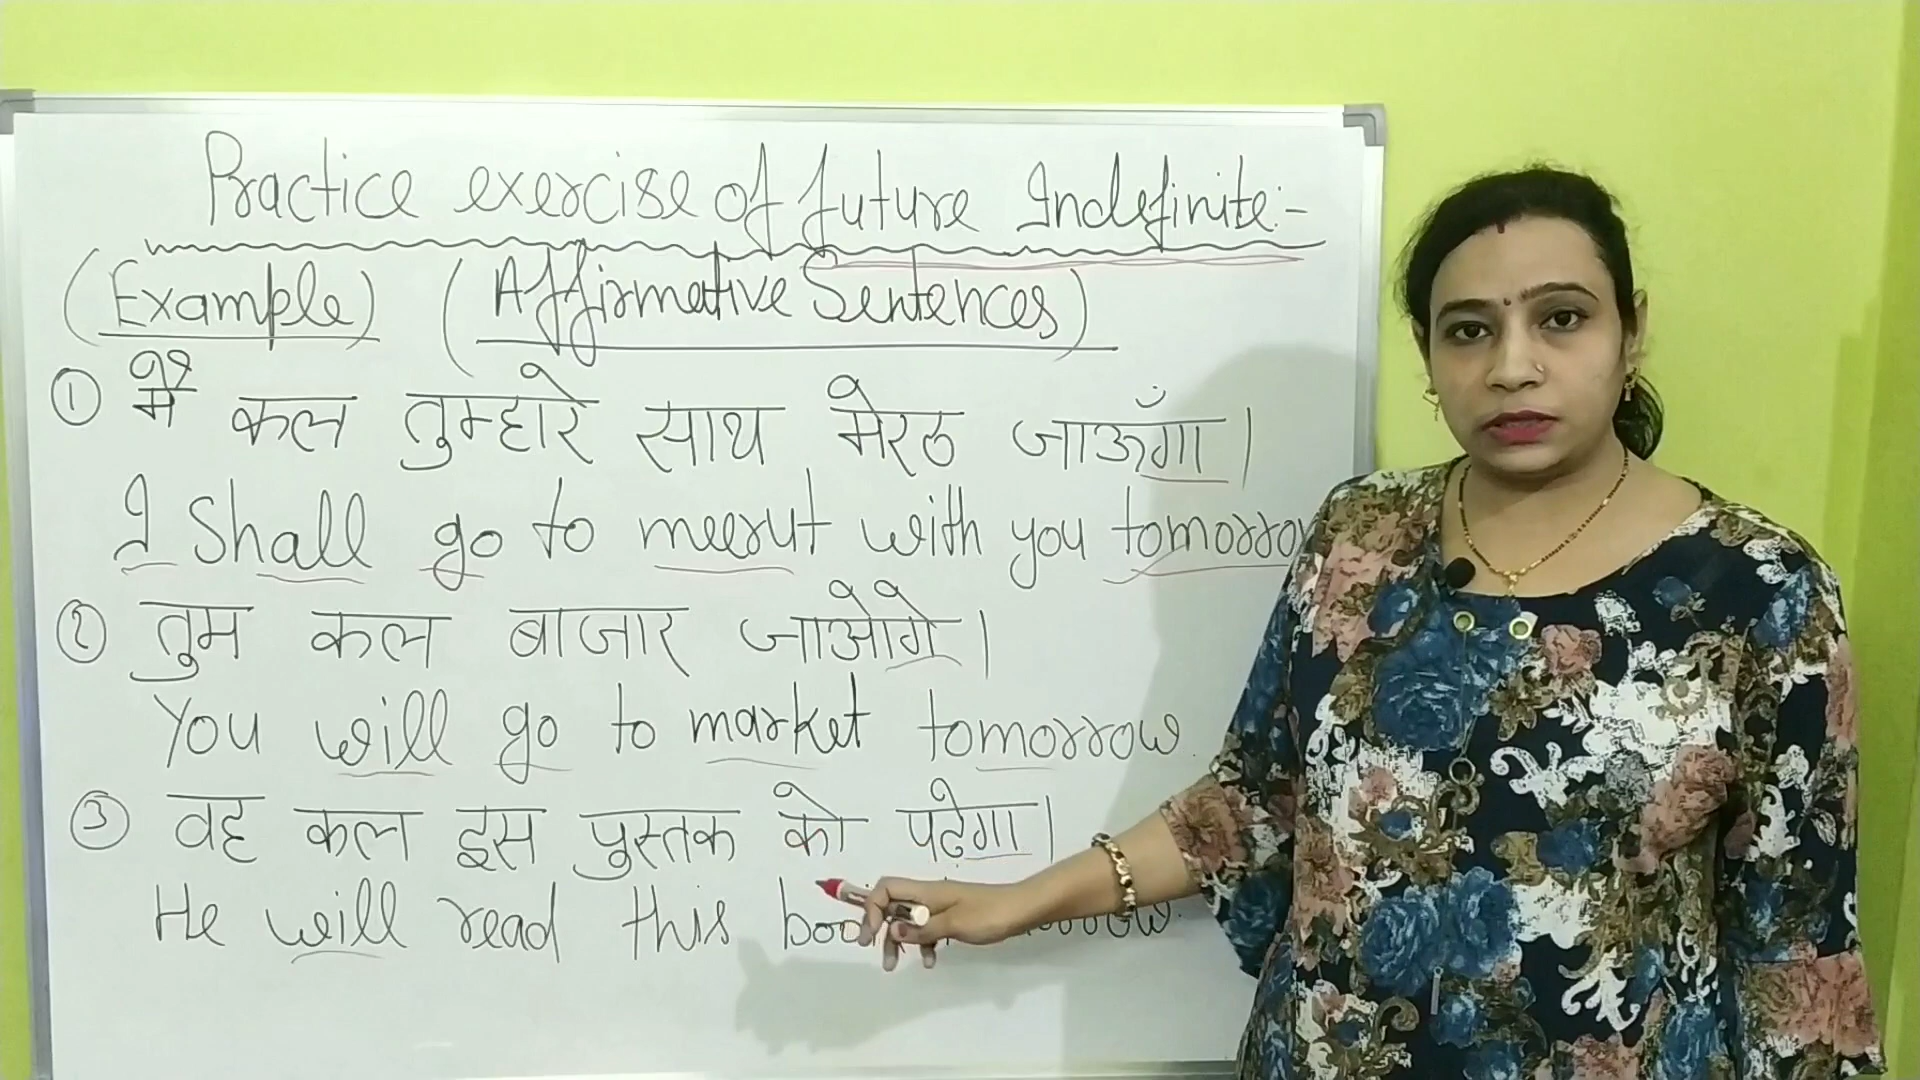 Practice exercise of future Indefinite:-
(Example) (Affirmative Sentences)
① मैं कल तुम्हारे साथ मेरठ जाऊँगा।
I Shall go to meerut with you
② तुम कल बाजार जाओगे।
You will go to market tomorrow.
③ वह कल इस पुस्तक को पढ़ेगा।
He will read this